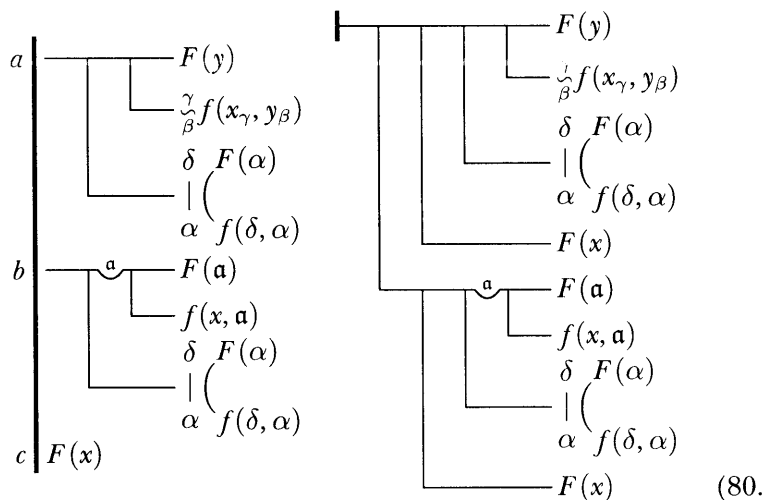 a F(y)
γ
β f(x_γ, y_β)
δ F(α)
α f(δ, α)
b 𝔞 F(𝔞)
f(x, 𝔞)
δ F(α)
α f(δ, α)
c F(x)
F(y)
β f(x_γ, y_β)
δ F(α)
α f(δ, α)
F(x)
𝔞 F(𝔞)
f(x, 𝔞)
δ F(α)
α f(δ, α)
F(x)
(80.